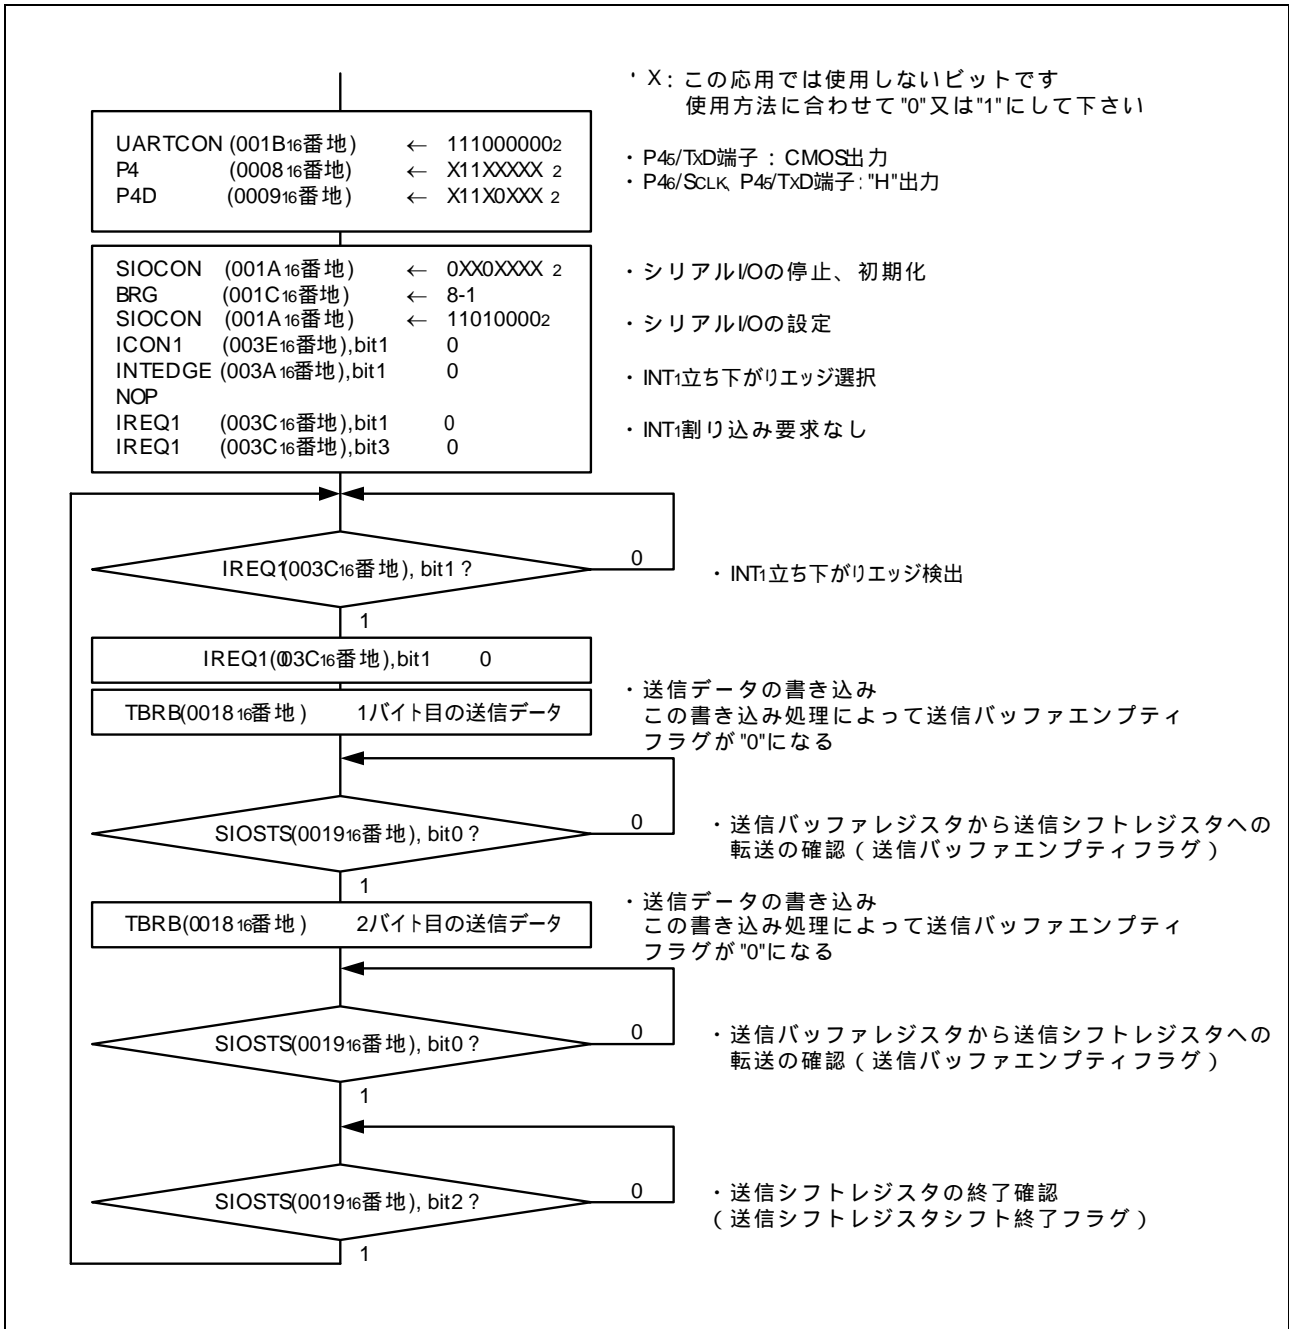 ・X：この応用では使用しないビットです
使用方法に合わせて"0"又は"1"にして下さい
UARTCON (001B16番地) ← 1110000002
P4 (000816番地) ← X11XXXXX 2
P4D (000916番地) ← X11X0XXX 2
・P45/TxD端子：CMOS出力
・P46/SCLK、P45/TxD端子："H"出力
SIOCON (001A16番地) ← 0XX0XXXX 2
BRG (001C16番地) ← 8-1
SIOCON (001A16番地) ← 110100002
ICON1 (003E16番地),bit1 0
INTEDGE (003A16番地),bit1 0
NOP
IREQ1 (003C16番地),bit1 0
IREQ1 (003C16番地),bit3 0
・シリアルI/Oの停止、初期化
・シリアルI/Oの設定
・INT1立ち下がりエッジ選択
・INT1割り込み要求なし
IREQ1(003C16番地), bit1？
0
・INT1立ち下がりエッジ検出
1
IREQ1(003C16番地),bit1 0
TBRB(001816番地) 1バイト目の送信データ
・送信データの書き込み
この書き込み処理によって送信バッファエンプティ
フラグが"0"になる
SIOSTS(001916番地), bit0？
0
・送信バッファレジスタから送信シフトレジスタへの
転送の確認（送信バッファエンプティフラグ）
1
TBRB(001816番地) 2バイト目の送信データ
・送信データの書き込み
この書き込み処理によって送信バッファエンプティ
フラグが"0"になる
SIOSTS(001916番地), bit0？
0
・送信バッファレジスタから送信シフトレジスタへの
転送の確認（送信バッファエンプティフラグ）
1
SIOSTS(001916番地), bit2？
0
・送信シフトレジスタの終了確認
（送信シフトレジスタシフト終了フラグ）
1